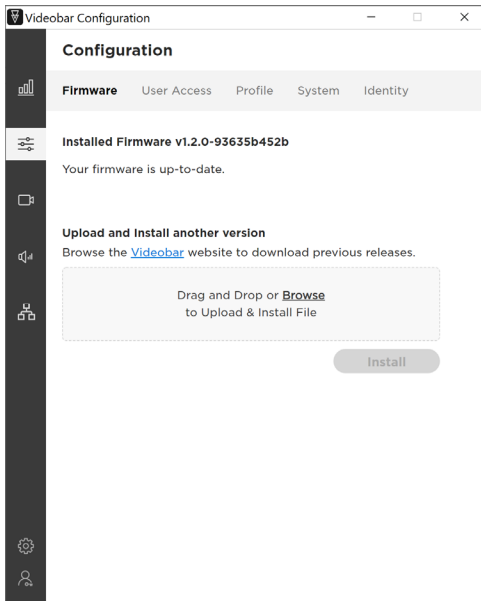 Videobar Configuration
Configuration
Firmware User Access Profile System Identity
Installed Firmware v1.2.0-93635b452b
Your firmware is up-to-date.
Upload and Install another version
Browse the Videobar website to download previous releases.
Drag and Drop or Browse
to Upload & Install File
Install